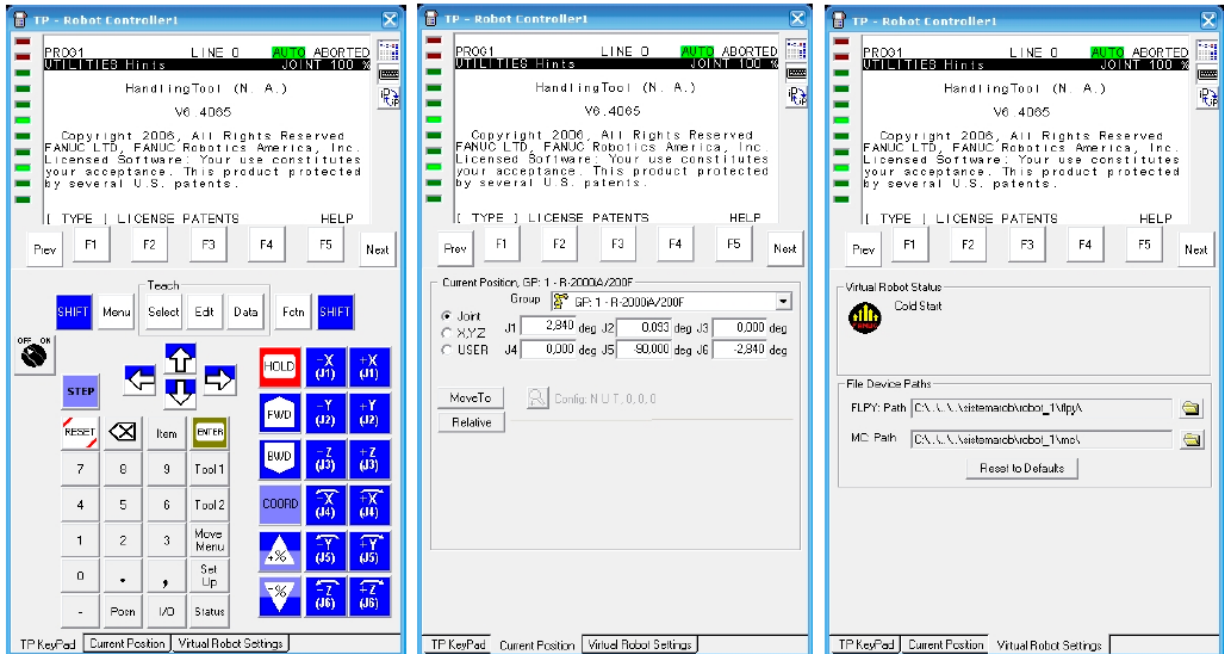 TP - Robot Controller1
PROG1 LINE 0 AUTO ABORTED
UTILITIES Hints JOINT 100 %
HandlingTool (N. A.)
V6.4065
Copyright 2006, All Rights Reserved
FANUC LTD, FANUC Robotics America, Inc.
Licensed Software: Your use constitutes
your acceptance. This product protected
by several U.S. patents.
[ TYPE ] LICENSE PATENTS HELP
Prev F1 F2 F3 F4 F5 Next
Teach
SHIFT Menu Select Edit Data Fctn SHIFT
OFF ON
STEP
HOLD -X (J1) +X (J1)
FWD -Y (J2) +Y (J2)
RESET Item ENTER
BWD -Z (J3) +Z (J3)
7 8 9 Tool 1
COORD -X (J4) +X (J4)
4 5 6 Tool 2
+% -Y (J5) +Y (J5)
1 2 3 Move Menu
-% -Z (J6) +Z (J6)
0 . , Set Up
- Posn I/O Status
TP KeyPad Current Position Virtual Robot Settings
TP - Robot Controller1
PROG1 LINE 0 AUTO ABORTED
UTILITIES Hints JOINT 100 %
HandlingTool (N. A.)
V6.4065
Copyright 2006, All Rights Reserved
FANUC LTD, FANUC Robotics America, Inc.
Licensed Software: Your use constitutes
your acceptance. This product protected
by several U.S. patents.
[ TYPE ] LICENSE PATENTS HELP
Prev F1 F2 F3 F4 F5 Next
Current Position, GP: 1 - R-2000iA/200F
Group GP: 1 - R-2000iA/200F
Joint J1 2,840 deg J2 0,093 deg J3 0,000 deg
XYZ
USER J4 0,000 deg J5 -90,000 deg J6 -2,840 deg
MoveTo Config: N U T, 0, 0, 0
Relative
TP KeyPad Current Position Virtual Robot Settings
TP - Robot Controller1
PROG1 LINE 0 AUTO ABORTED
UTILITIES Hints JOINT 100 %
HandlingTool (N. A.)
V6.4065
Copyright 2006, All Rights Reserved
FANUC LTD, FANUC Robotics America, Inc.
Licensed Software: Your use constitutes
your acceptance. This product protected
by several U.S. patents.
[ TYPE ] LICENSE PATENTS HELP
Prev F1 F2 F3 F4 F5 Next
Virtual Robot Status
Cold Start
FANUC
File Device Paths
FLPY: Path C:\..\..\..\sistemarob\robot_1\flpy\
MC: Path C:\..\..\..\sistemarob\robot_1\mc\
Reset to Defaults
TP KeyPad Current Position Virtual Robot Settings